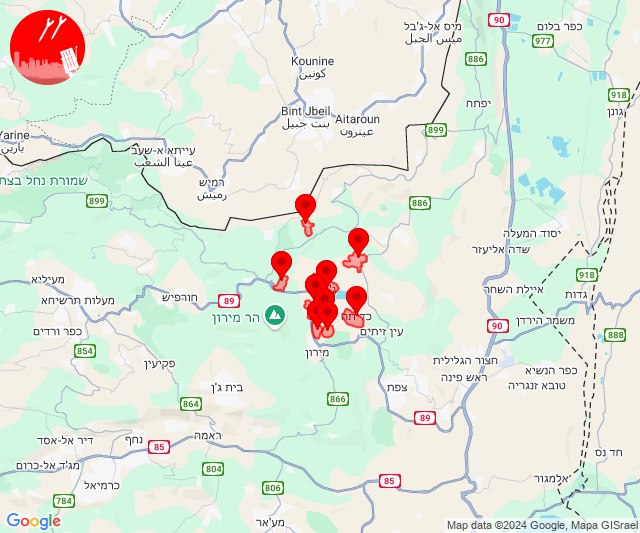 מיס אל-ג'בל
ميس الجبل
90
כפר בלום
977
886
Kounine
كونين
יפתח
918
גונן
Bint Jbeil
بنت جبيل
Aitaroun
عيترون
899
Yarine
يارين
עייתא א-שעב
عيتا الشعب
רמיש
رميش
שמורת נחל בצת
899
886
יסוד המעלה
שדה אליעזר
918
איילת השחר
גדות
מעיליא
מעלות תרשיחא
חורפיש
89
הר מירון
עין זיתים
90
משמר הירדן
כפר ורדים
854
מירון
חצור הגלילית
ראש פינה
כפר הנשיא
טובא זנגריה
פקיעין
בית ג'ן
צפת
866
864
89
דיר אל-אסד
נחף
ראמה
85
מג'ד אל-כרום
804
85
חד נס
אלמגור
כרמיאל
806
784
מע'אר
Google
Map data ©2024 Google, Mapa GISrael